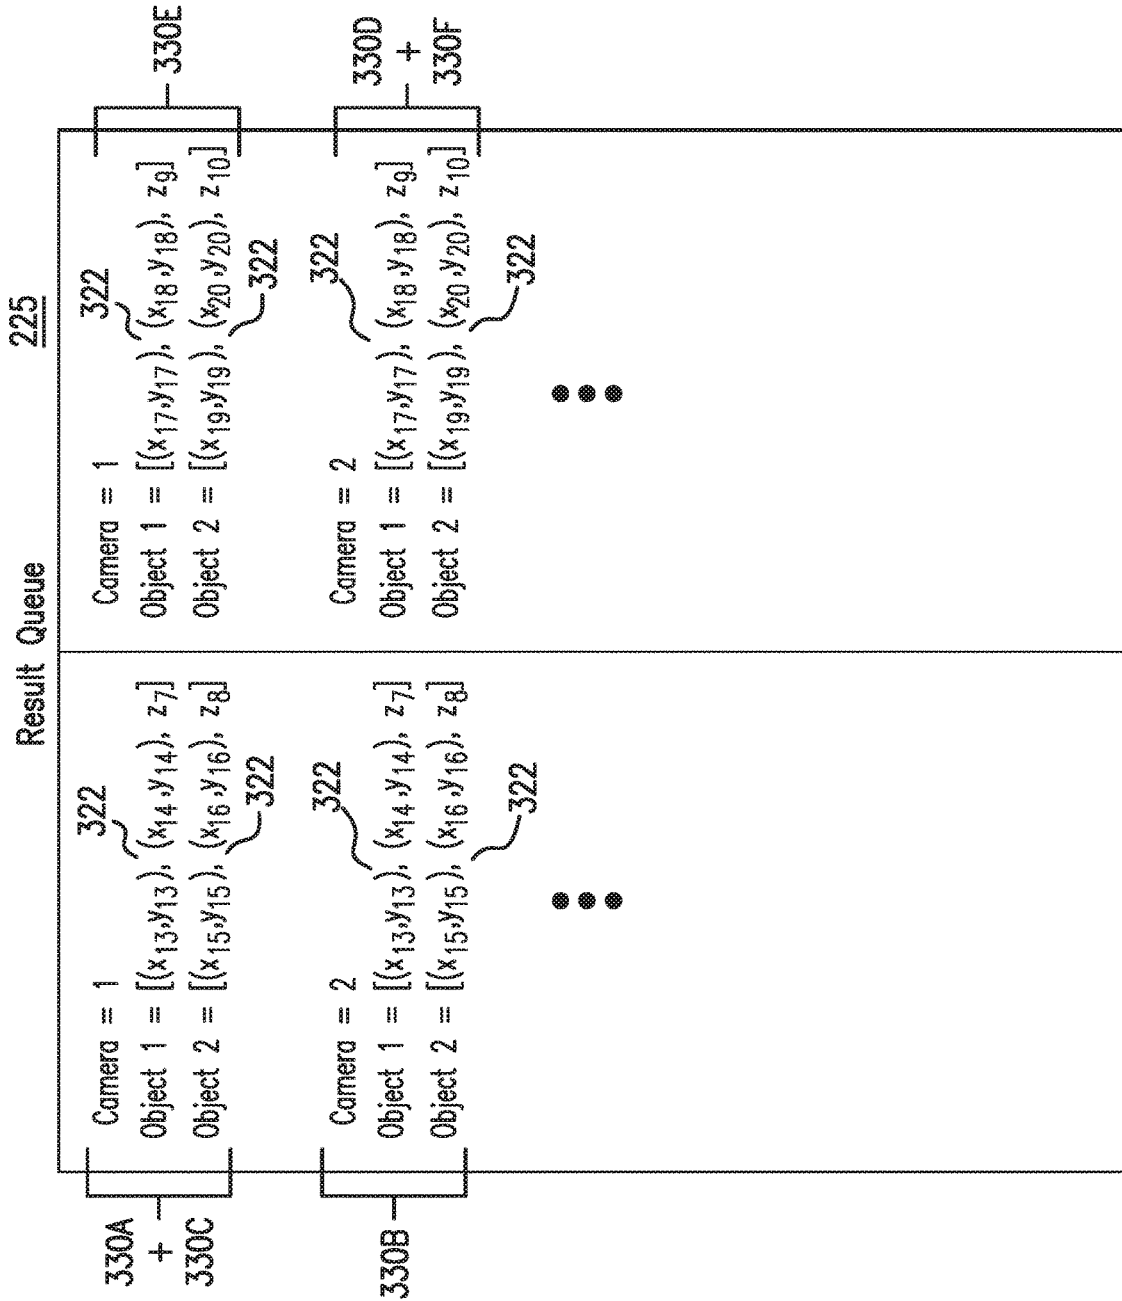 Result Queue
225
330A
+
330C
Camera = 1
322
Object 1 = [(x13,y13), (x14,y14), z7]
Object 2 = [(x15,y15), (x16,y16), z8]
322
330B
Camera = 2
322
Object 1 = [(x13,y13), (x14,y14), z7]
Object 2 = [(x15,y15), (x16,y16), z8]
322
Camera = 1
322
Object 1 = [(x17,y17), (x18,y18), z9]
Object 2 = [(x19,y19), (x20,y20), z10]
322
330E
Camera = 2
322
Object 1 = [(x17,y17), (x18,y18), z9]
Object 2 = [(x19,y19), (x20,y20), z10]
322
330D
+
330F